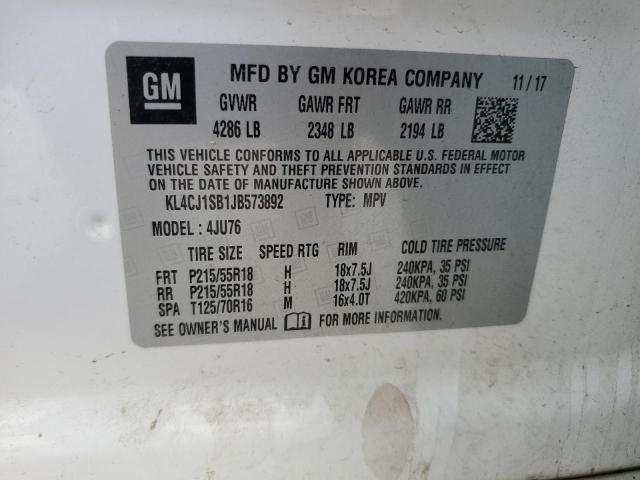 GM MFD BY GM KOREA COMPANY 11/17
GVWR GAWR FRT GAWR RR
4286 LB 2348 LB 2194 LB
THIS VEHICLE CONFORMS TO ALL APPLICABLE U.S. FEDERAL MOTOR
VEHICLE SAFETY, BUMPER, AND THEFT PREVENTION STANDARDS IN EFFECT
ON THE DATE OF MANUFACTURE SHOWN ABOVE.
KL4CJ1SB1JB573892 TYPE: MPV
MODEL: 4JU76
TIRE SIZE SPEED RTG RIM COLD TIRE PRESSURE
FRT P215/55R18 H 18x7.5J 240KPA, 35 PSI
RR P215/55R18 H 18x7.5J 240KPA, 35 PSI
SPA T125/70R16 M 16x4.0T 420KPA, 60 PSI
SEE OWNER'S MANUAL FOR MORE INFORMATION.